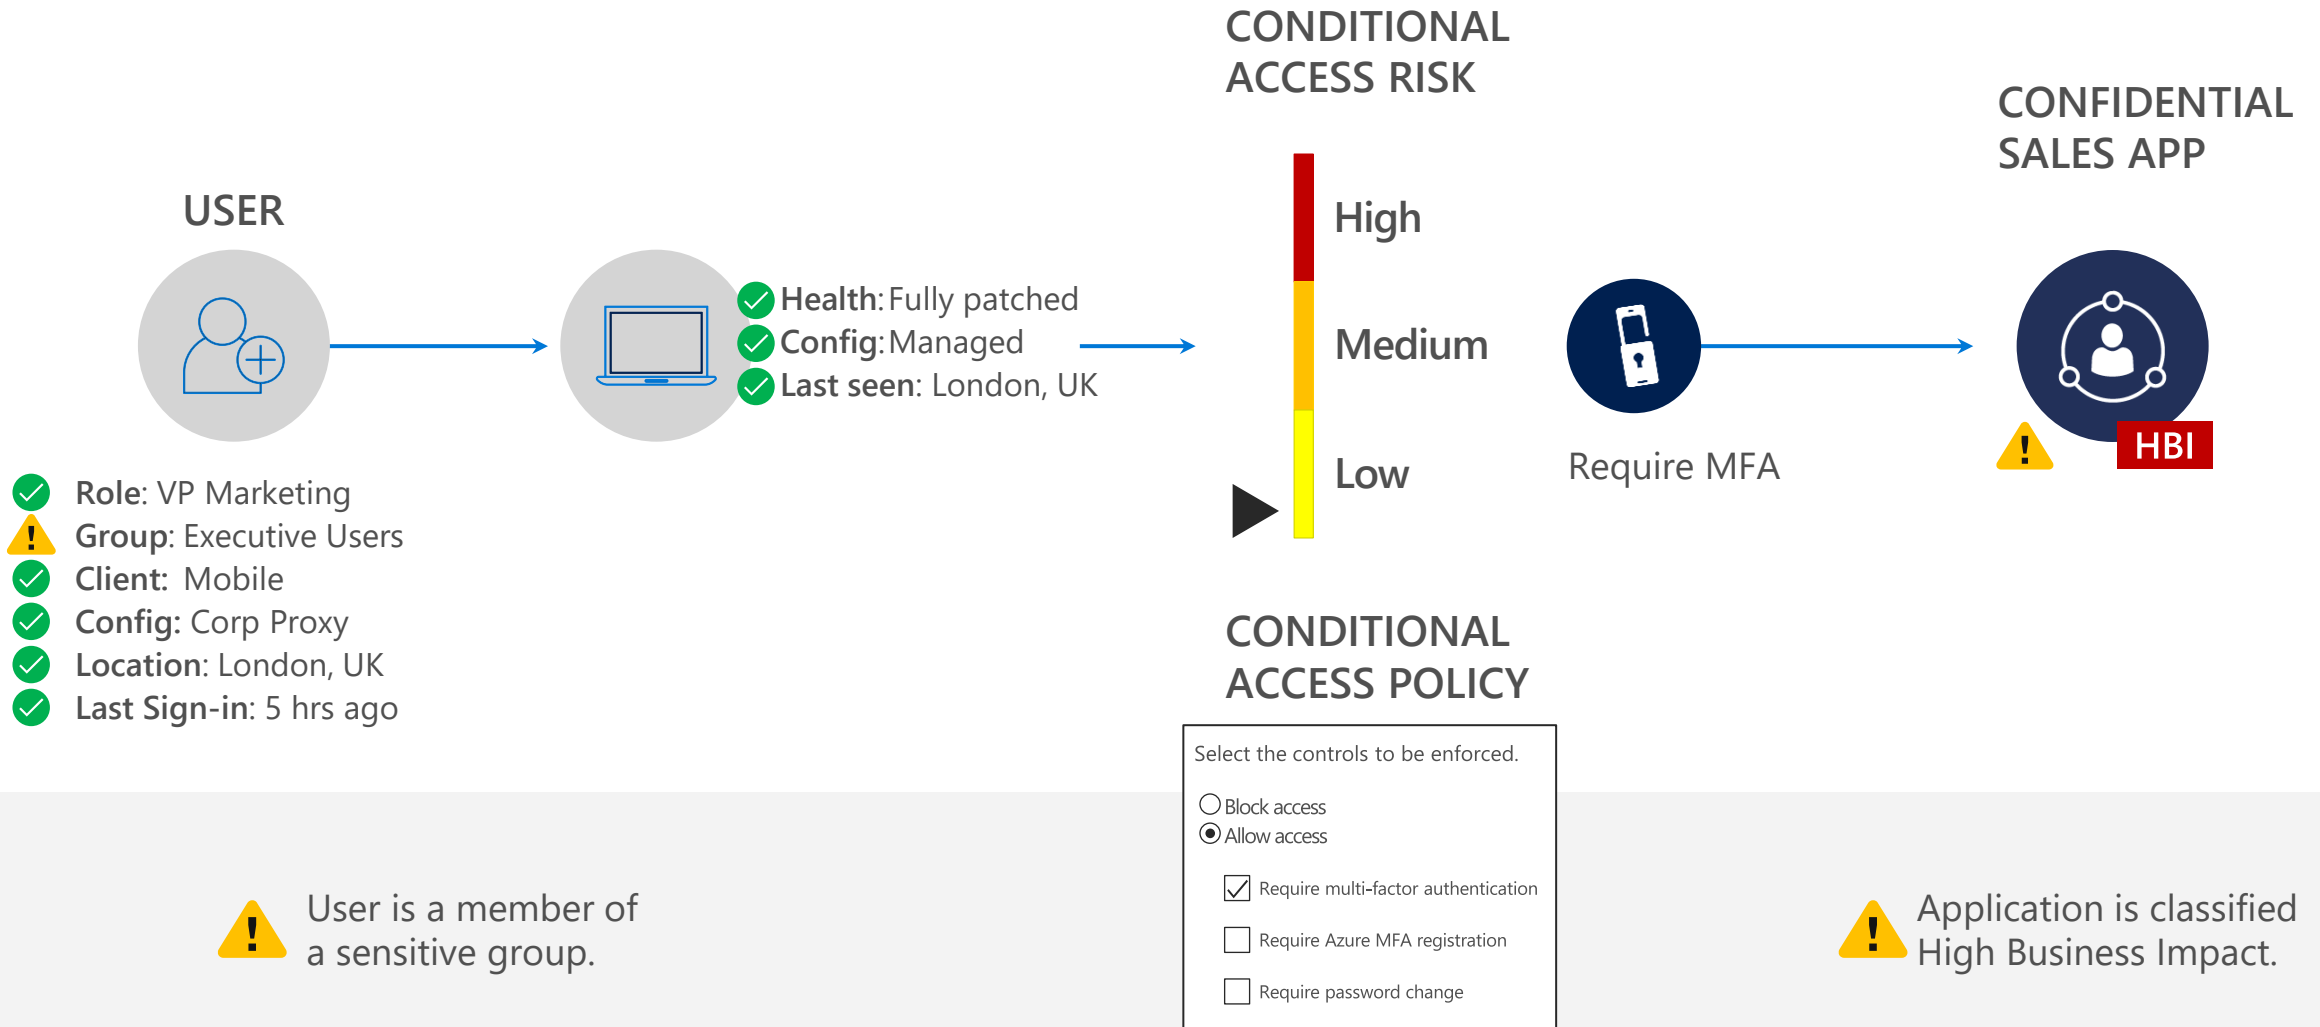 CONDITIONAL
ACCESS RISK
CONFIDENTIAL
SALES APP
USER
High
Health: Fully patched
Config: Managed
Medium
Last seen: London, UK
HBI
Low
Require MFA
Role: VP Marketing
Group: Executive Users
Client: Mobile
Config: Corp Proxy
Location: London, UK
Last Sign-in: 5 hrs ago
CONDITIONAL
ACCESS POLICY
Select the controls to be enforced.
Block access
Allow access
Require multi-factor authentication
Require Azure MFA registration
Require password change
User is a member of
a sensitive group.
Application is classified
High Business Impact.